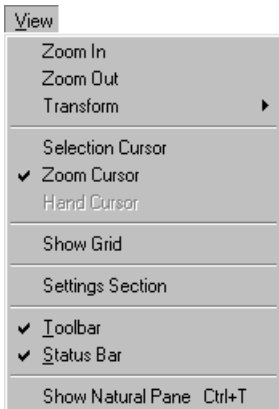 View
Zoom In
Zoom Out
Transform
Selection Cursor
Zoom Cursor
Hand Cursor
Show Grid
Settings Section
Toolbar
Status Bar
Show Natural Pane Ctrl+T